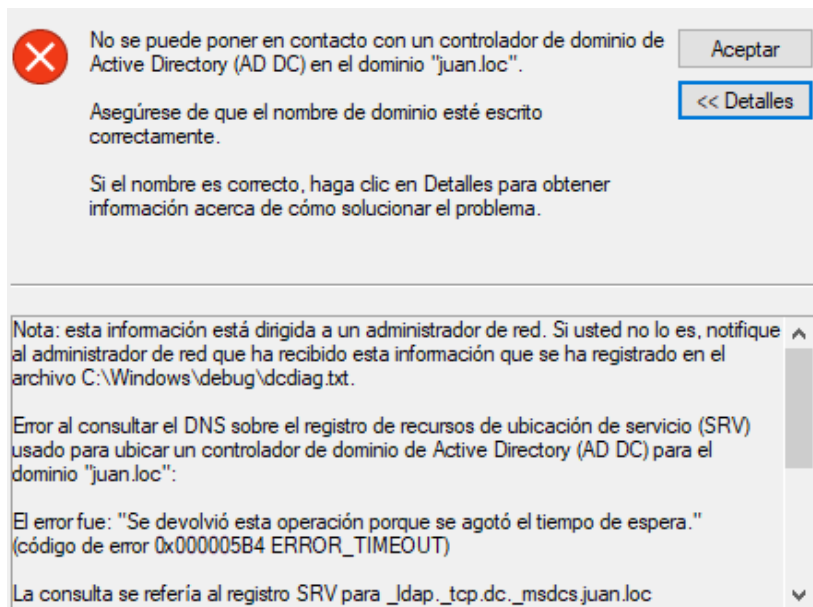 No se puede poner en contacto con un controlador de dominio de
Active Directory (AD DC) en el dominio "juan.loc".
Aceptar
<< Detalles
Asegúrese de que el nombre de dominio esté escrito
correctamente.
Si el nombre es correcto, haga clic en Detalles para obtener
información acerca de cómo solucionar el problema.
Nota: esta información está dirigida a un administrador de red. Si usted no lo es, notifique
al administrador de red que ha recibido esta información que se ha registrado en el
archivo C:\Windows\debug\dcdiag.txt.
Error al consultar el DNS sobre el registro de recursos de ubicación de servicio (SRV)
usado para ubicar un controlador de dominio de Active Directory (AD DC) para el
dominio "juan.loc":
El error fue: "Se devolvió esta operación porque se agotó el tiempo de espera."
(código de error 0x000005B4 ERROR_TIMEOUT)
La consulta se refería al registro SRV para _ldap._tcp.dc._msdcs.juan.loc